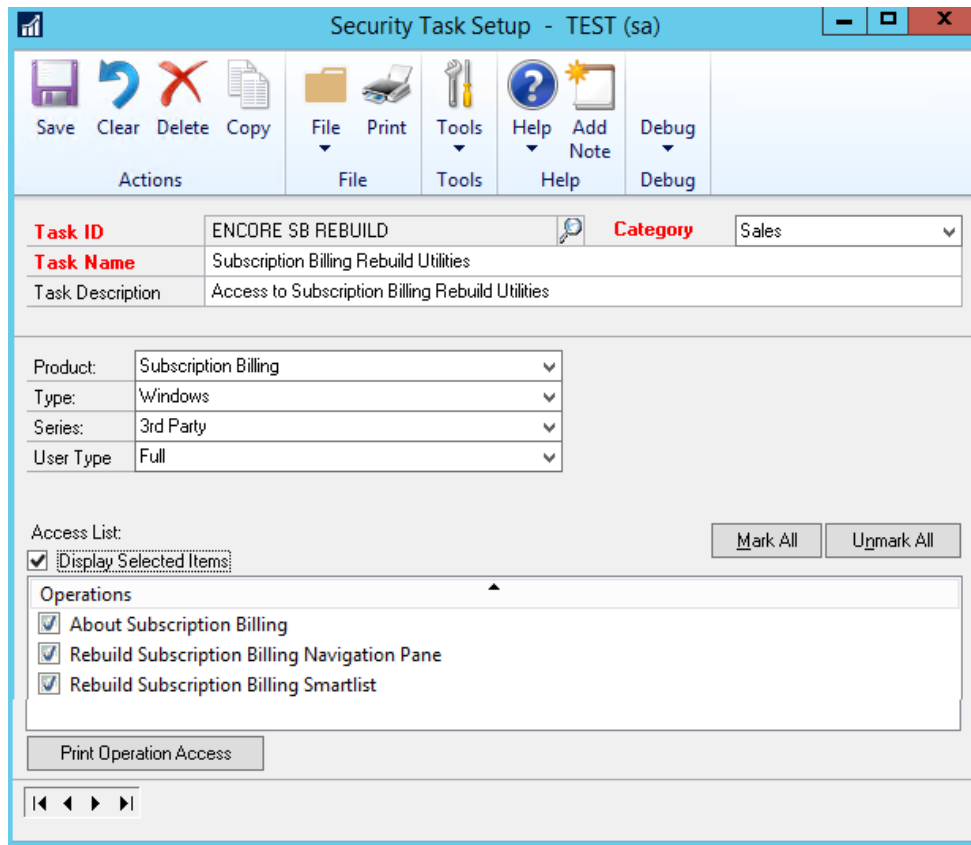 Security Task Setup - TEST (sa)
Save Clear Delete Copy File Print Tools Help Add Note Debug
Actions File Tools Help Debug
Task ID ENCORE SB REBUILD Category Sales
Task Name Subscription Billing Rebuild Utilities
Task Description Access to Subscription Billing Rebuild Utilities
Product: Subscription Billing
Type: Windows
Series: 3rd Party
User Type Full
Access List:
Mark All Unmark All
Display Selected Items
Operations
About Subscription Billing
Rebuild Subscription Billing Navigation Pane
Rebuild Subscription Billing Smartlist
Print Operation Access